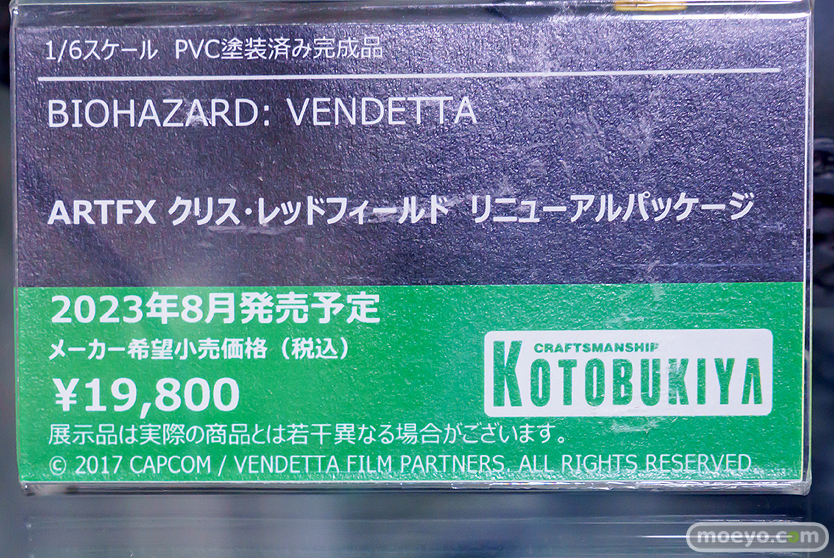 1/6スケール PVC塗装済み完成品
BIOHAZARD: VENDETTA
ARTFX クリス・レッドフィールド リニューアルパッケージ
2023年8月発売予定
メーカー希望小売価格（税込）
¥19,800
CRAFTSMANSHIP
KOTOBUKIYA
展示品は実際の商品とは若干異なる場合がございます。
© 2017 CAPCOM / VENDETTA FILM PARTNERS. ALL RIGHTS RESERVED.
moeyo.com